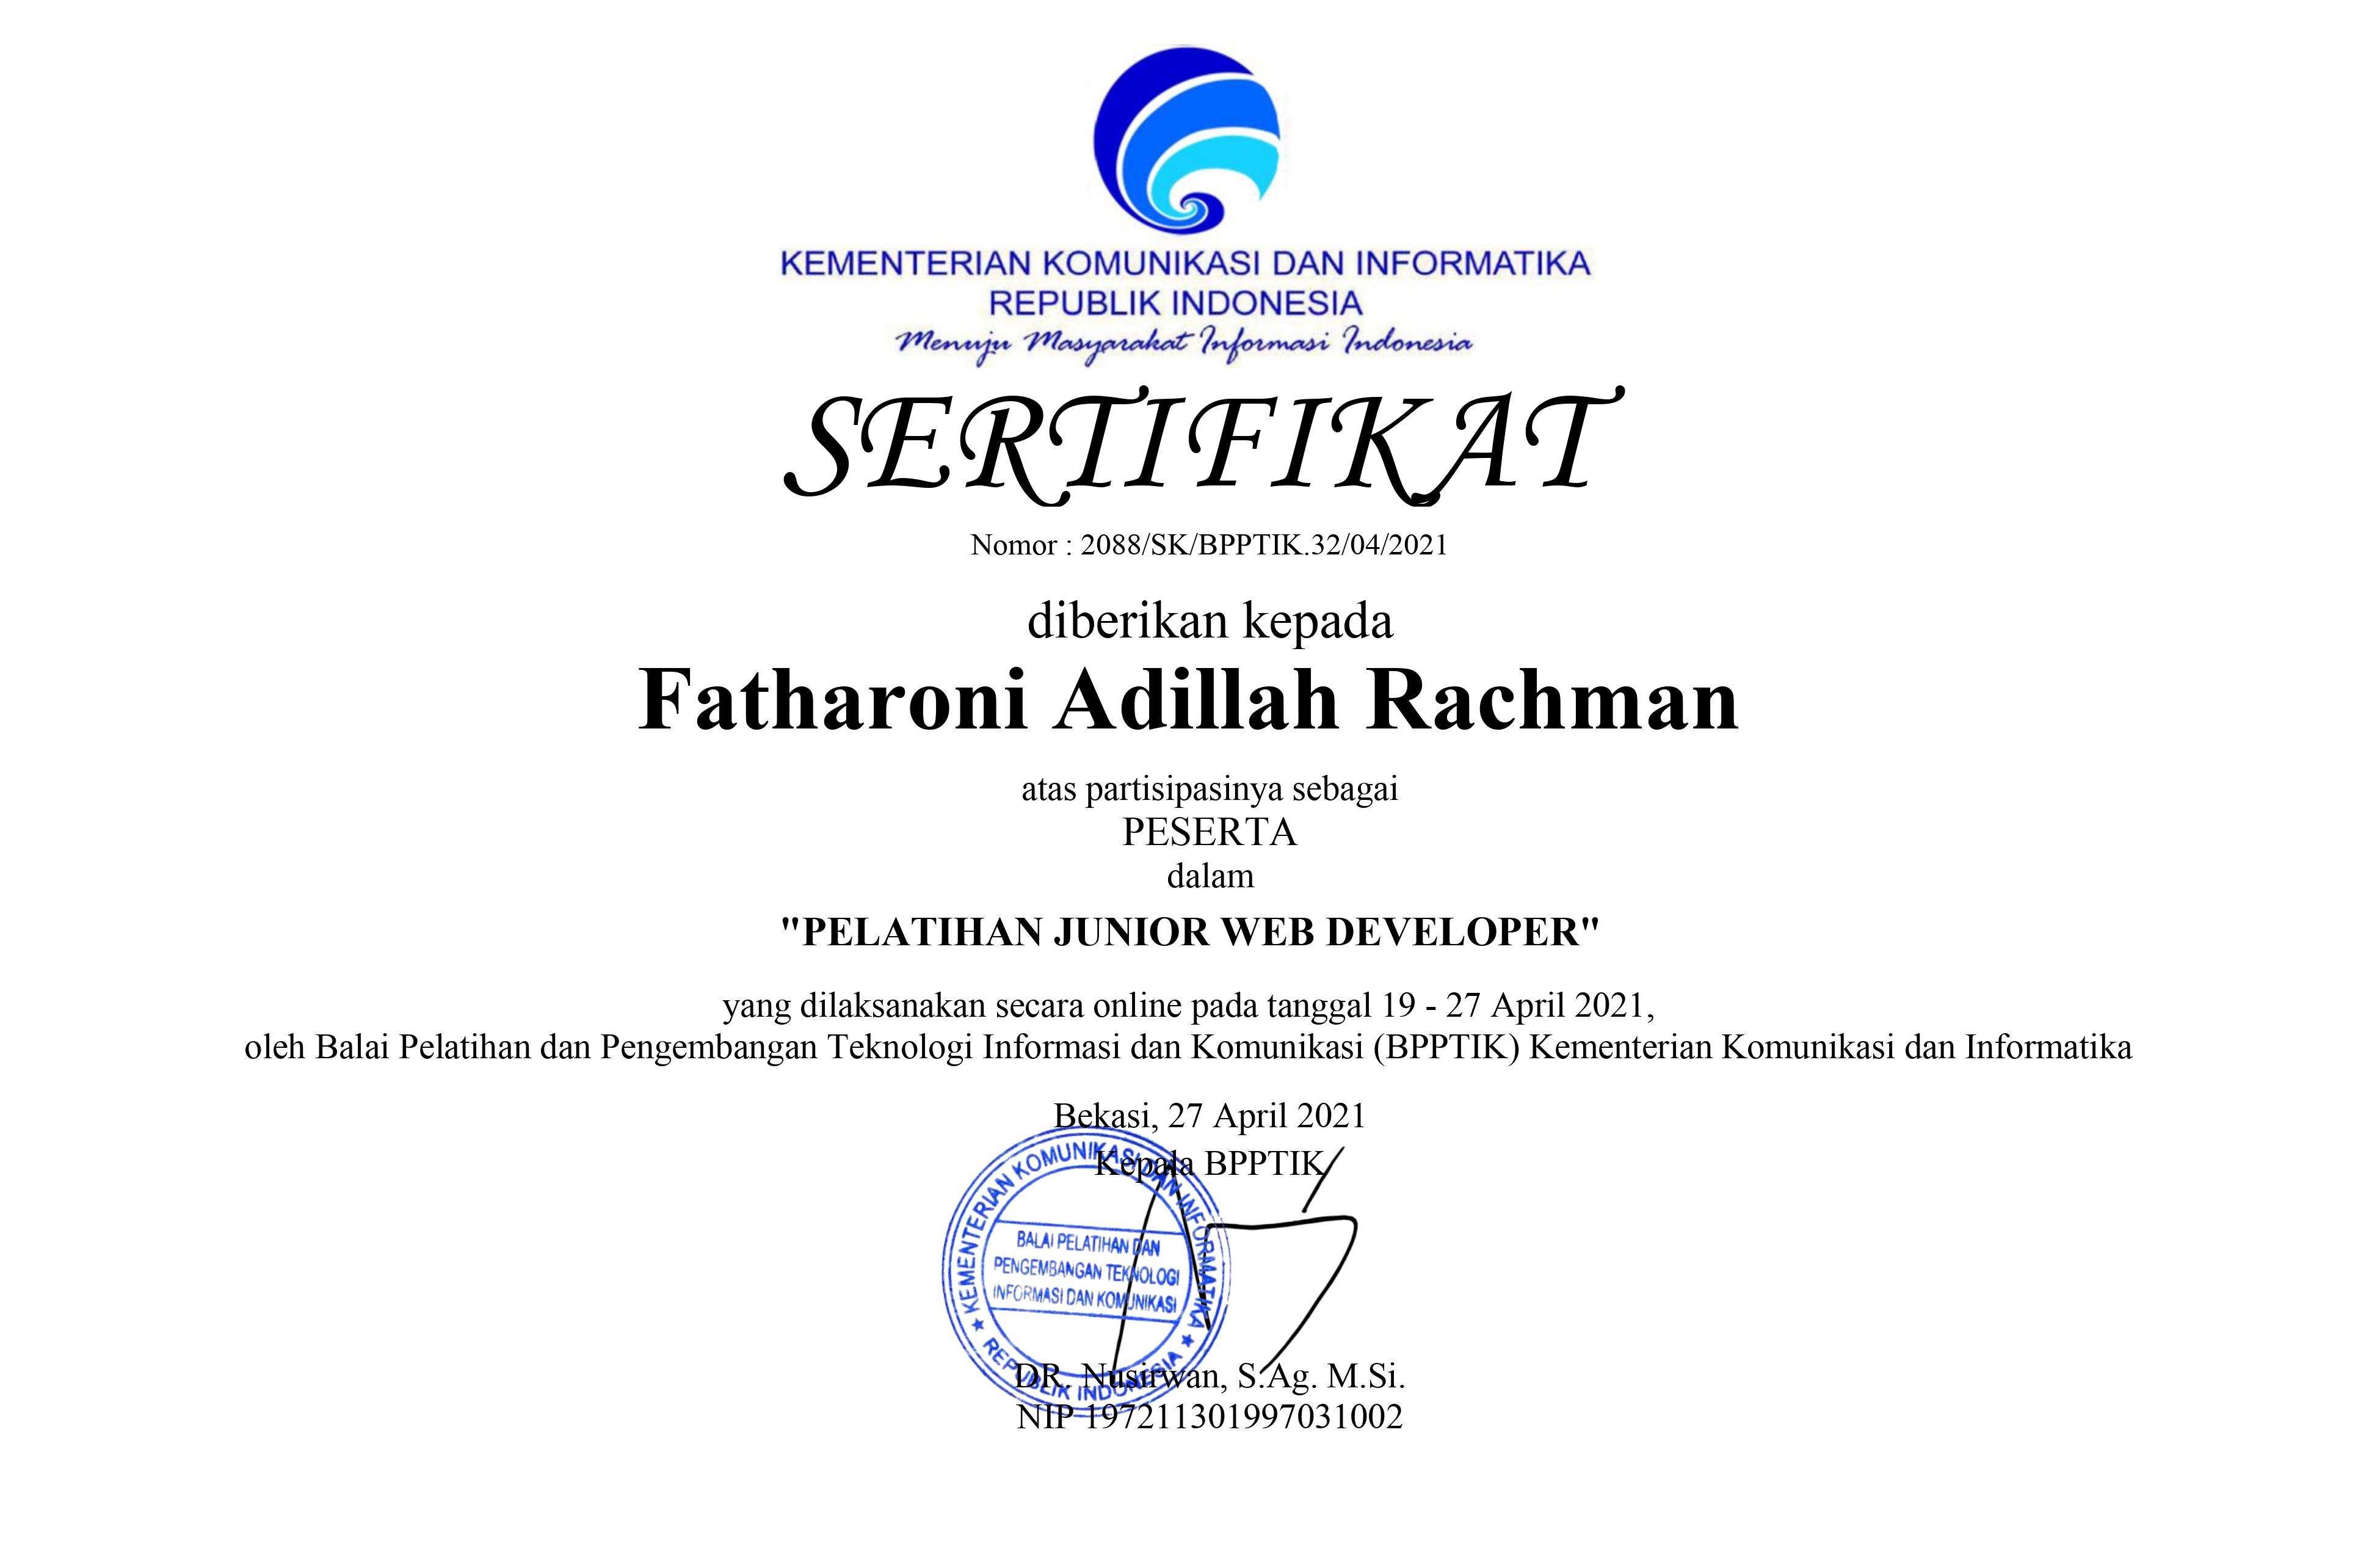 KEMENTERIAN KOMUNIKASI DAN INFORMATIKA
REPUBLIK INDONESIA
Menuju Masyarakat Informasi Indonesia
SERTIFIKAT
Nomor : 2088/SK/BPPTIK.32/04/2021
diberikan kepada
Fatharoni Adillah Rachman
atas partisipasinya sebagai
PESERTA
dalam
"PELATIHAN JUNIOR WEB DEVELOPER"
yang dilaksanakan secara online pada tanggal 19 - 27 April 2021,
oleh Balai Pelatihan dan Pengembangan Teknologi Informasi dan Komunikasi (BPPTIK) Kementerian Komunikasi dan Informatika
Bekasi, 27 April 2021
Kepala BPPTIK
KEMENTERIAN KOMUNIKASI DAN INFORMATIKA
BALAI PELATIHAN DAN
PENGEMBANGAN TEKNOLOGI
INFORMASI DAN KOMUNIKASI
★ REPUBLIK INDONESIA ★
DR. Nusirwan, S.Ag. M.Si.
NIP 197211301997031002